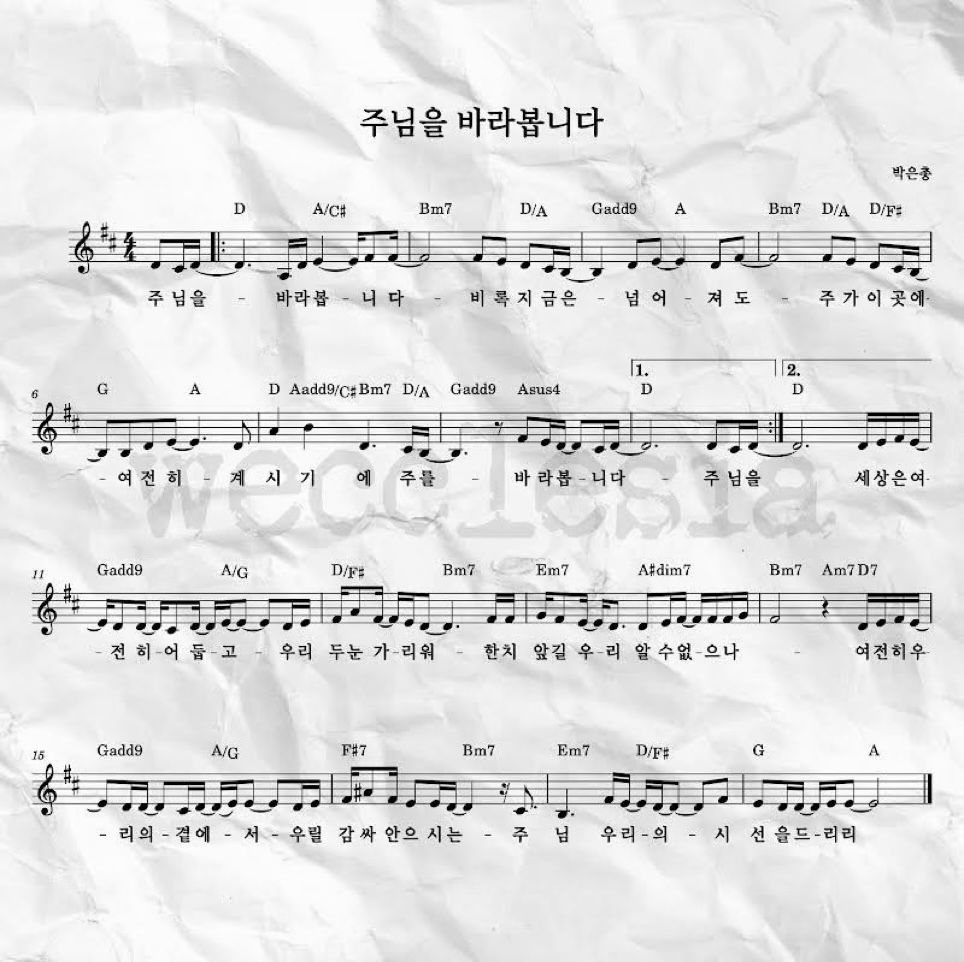 주님을 바라봅니다
박은총
D A/C# Bm7 D/A Gadd9 A Bm7 D/A D/F#
4 4
주 님을 - 바라봅 - 니 다 - 비 록 지 금은 - 넘 어 - 져 도 - 주 가 이 곳에-
1. 2.
G A D Aadd9/C# Bm7 D/A Gadd9 Asus4 D D
6
- 여 전 히 - 계 시 기 에 주를 - 바 라봅 - 니다 - 주 님을 세상은여-
wecclesia
Gadd9 A/G D/F# Bm7 Em7 A#dim7 Bm7 Am7 D7
11
- 전 히-어 둡-고 - 우리 두눈 가-리워 - 한치 앞길 우-리 알 수없-으나 - 여전히우-
Gadd9 A/G F#7 Bm7 Em7 D/F# G A
15
- 리의-곁에-서-우릴 감싸 안으 시는 - 주 님 우리-의 - 시 선 을드-리리